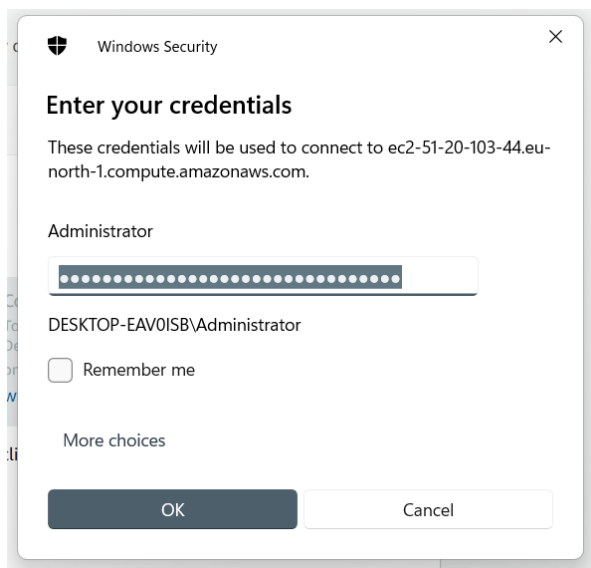 Windows Security
Enter your credentials
These credentials will be used to connect to ec2-51-20-103-44.eu-
north-1.compute.amazonaws.com.
Administrator
●●●●●●●●●●●●●●●●●●●●●●●●●●●●●●●●
DESKTOP-EAV0ISB\Administrator
Remember me
More choices
OK
Cancel